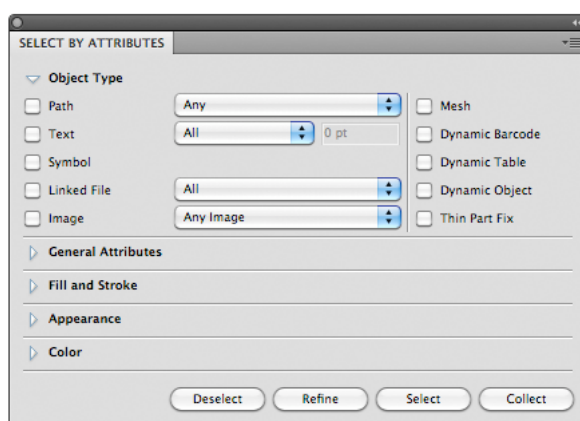 SELECT BY ATTRIBUTES
Object Type
Path Any Mesh
Text All 0 pt Dynamic Barcode
Symbol Dynamic Table
Linked File All Dynamic Object
Image Any Image Thin Part Fix
General Attributes
Fill and Stroke
Appearance
Color
Deselect Refine Select Collect